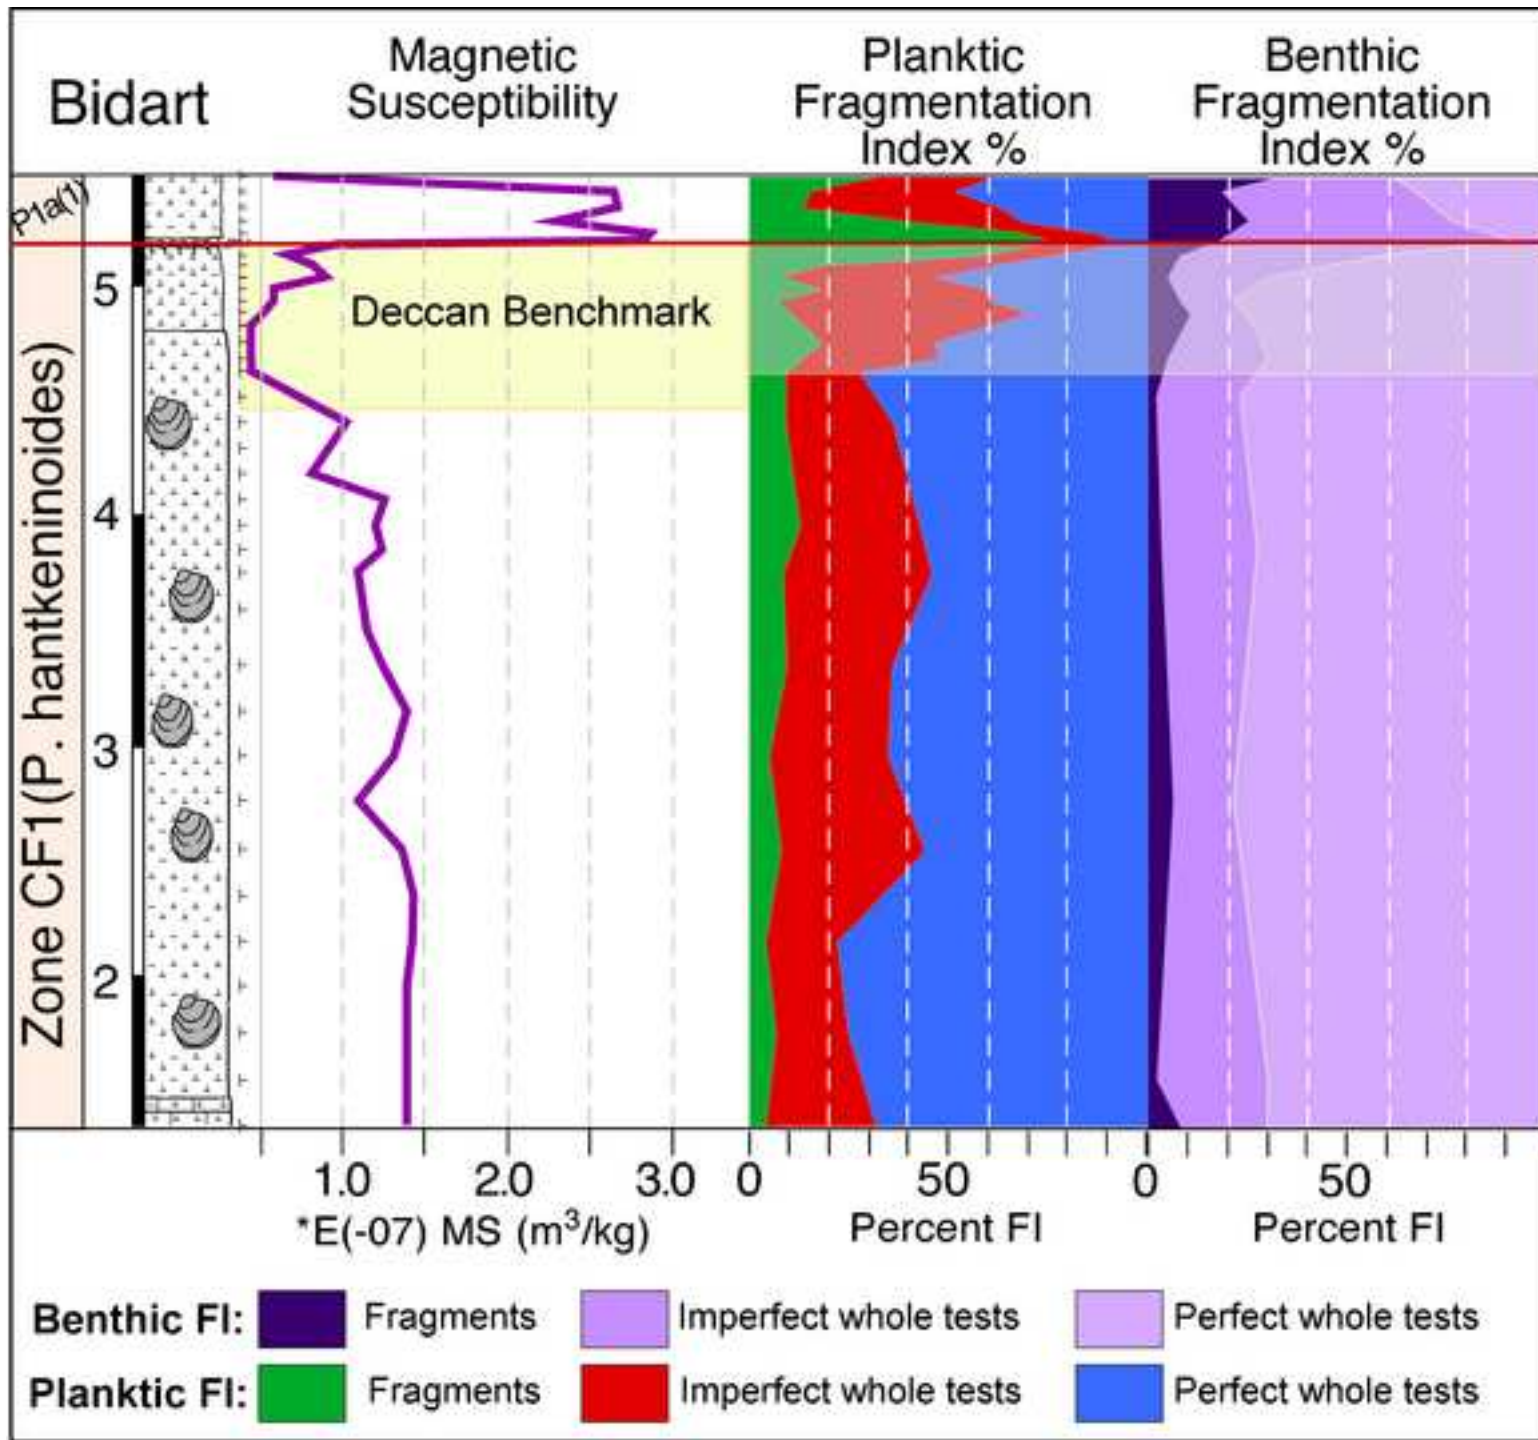 Bidart
Magnetic
Susceptibility
Planktic
Fragmentation
Index %
Benthic
Fragmentation
Index %
P1a(1)
Zone CF1(P. hantkeninoides)
5
4
3
2
Deccan Benchmark
1.0 2.0 3.0
*E(-07) MS (m³/kg)
0 50
Percent FI
0 50
Percent FI
Benthic FI: Fragments Imperfect whole tests Perfect whole tests
Planktic FI: Fragments Imperfect whole tests Perfect whole tests